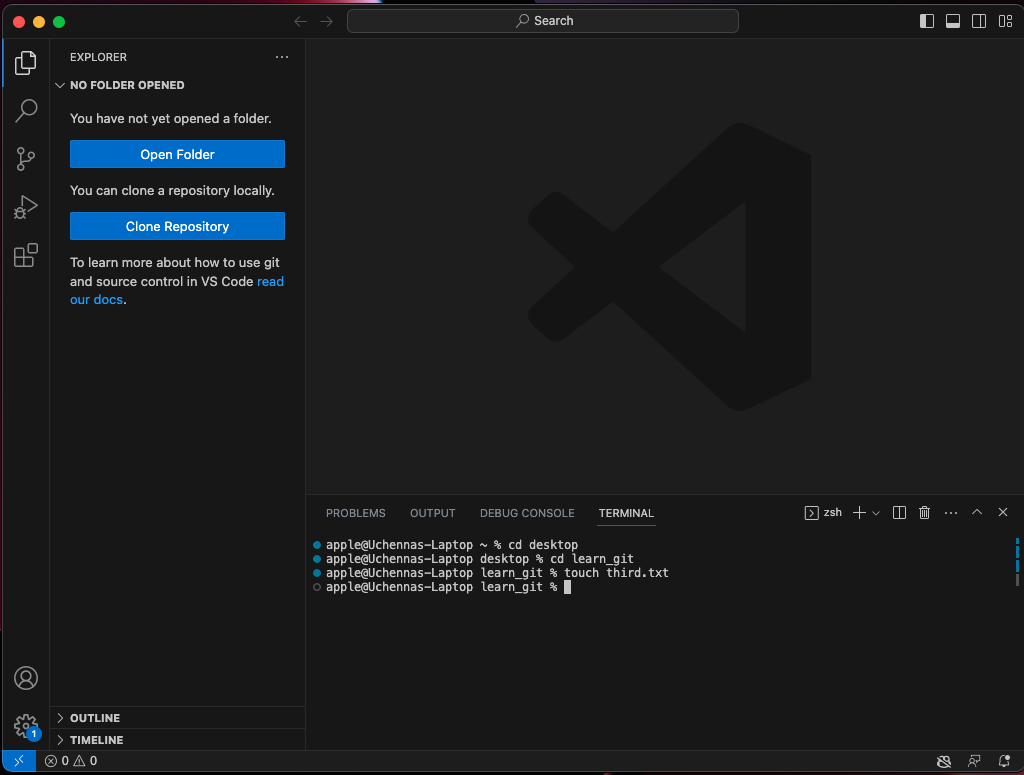 Search
EXPLORER
NO FOLDER OPENED
You have not yet opened a folder.
Open Folder
You can clone a repository locally.
Clone Repository
To learn more about how to use git
and source control in VS Code read
our docs.
PROBLEMS OUTPUT DEBUG CONSOLE TERMINAL zsh
apple@Uchennas-Laptop ~ % cd desktop
apple@Uchennas-Laptop desktop % cd learn_git
apple@Uchennas-Laptop learn_git % touch third.txt
apple@Uchennas-Laptop learn_git %
OUTLINE
1
TIMELINE
0 0